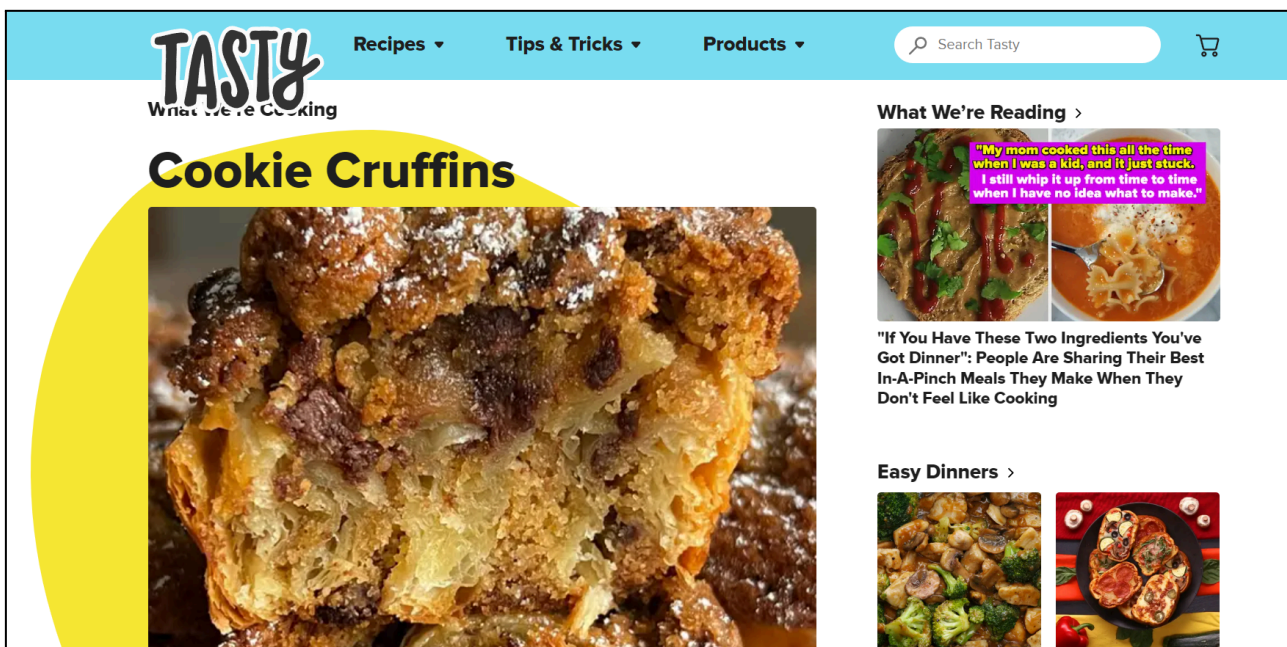 TASTY
Recipes
Tips & Tricks
Products
Search Tasty
What We're Cooking
Cookie Cruffins
What We’re Reading >
"My mom cooked this all the time
when I was a kid, and it just stuck.
I still whip it up from time to time
when I have no idea what to make."
"If You Have These Two Ingredients You've
Got Dinner": People Are Sharing Their Best
In-A-Pinch Meals They Make When They
Don't Feel Like Cooking
Easy Dinners >